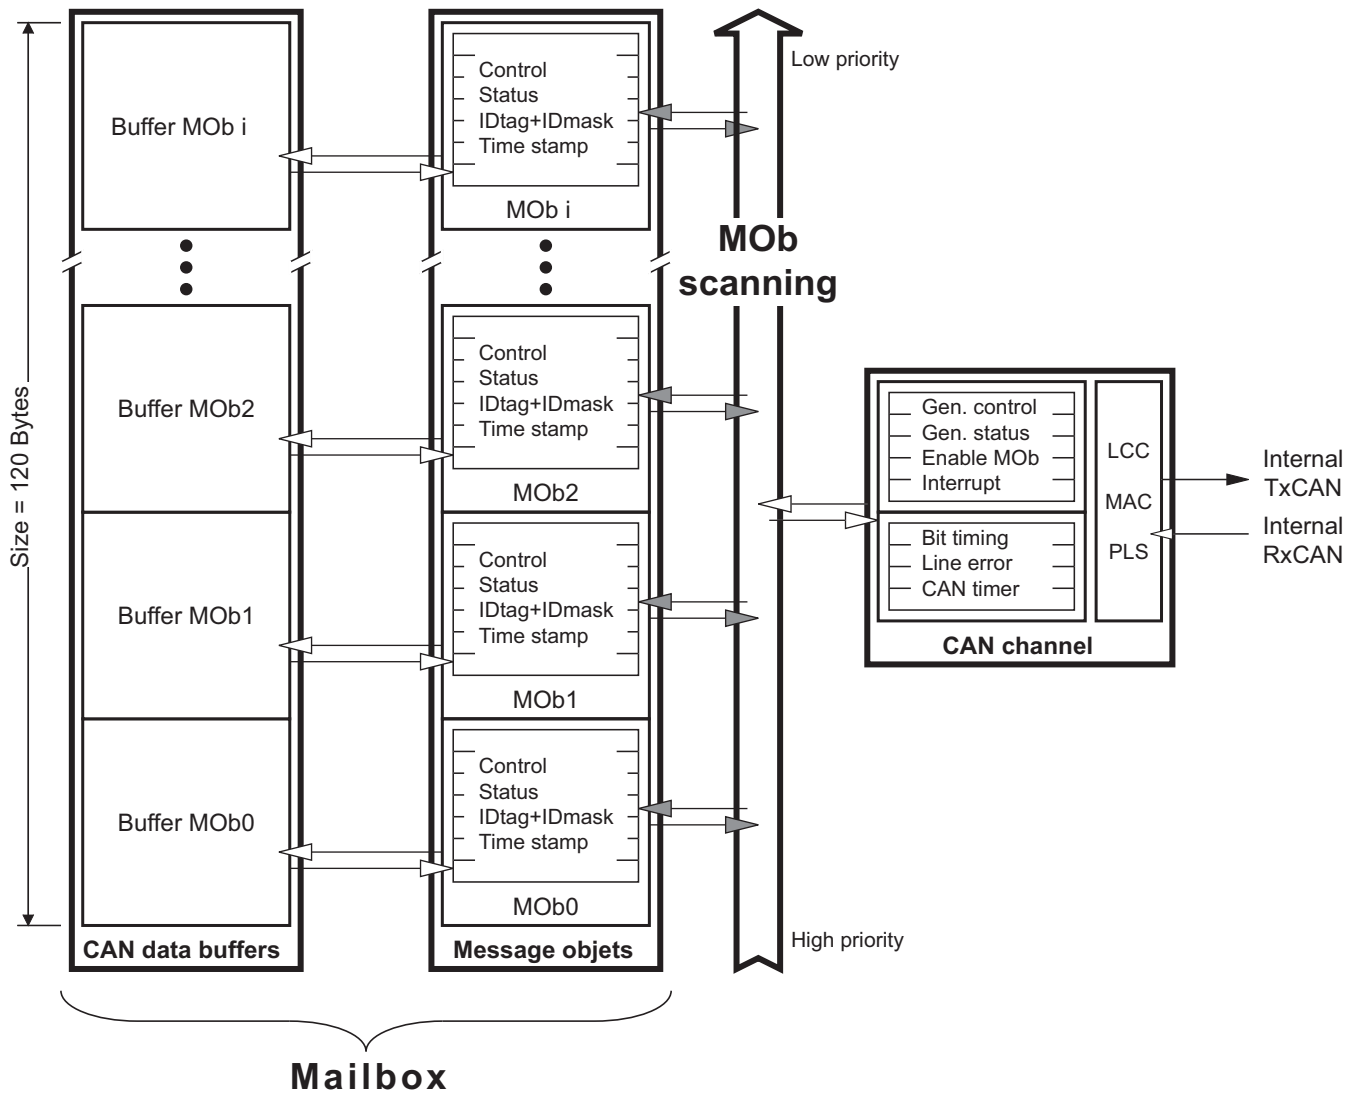 Size = 120 Bytes
Buffer MOb i
Buffer MOb2
Buffer MOb1
Buffer MOb0
CAN data buffers
Control
Status
IDtag+IDmask
Time stamp
MOb i
Control
Status
IDtag+IDmask
Time stamp
MOb2
Control
Status
IDtag+IDmask
Time stamp
MOb1
Control
Status
IDtag+IDmask
Time stamp
MOb0
Message objets
Mailbox
Low priority
MOb
scanning
High priority
Gen. control
Gen. status
Enable MOb
Interrupt
Bit timing
Line error
CAN timer
LCC
MAC
PLS
CAN channel
Internal
TxCAN
Internal
RxCAN